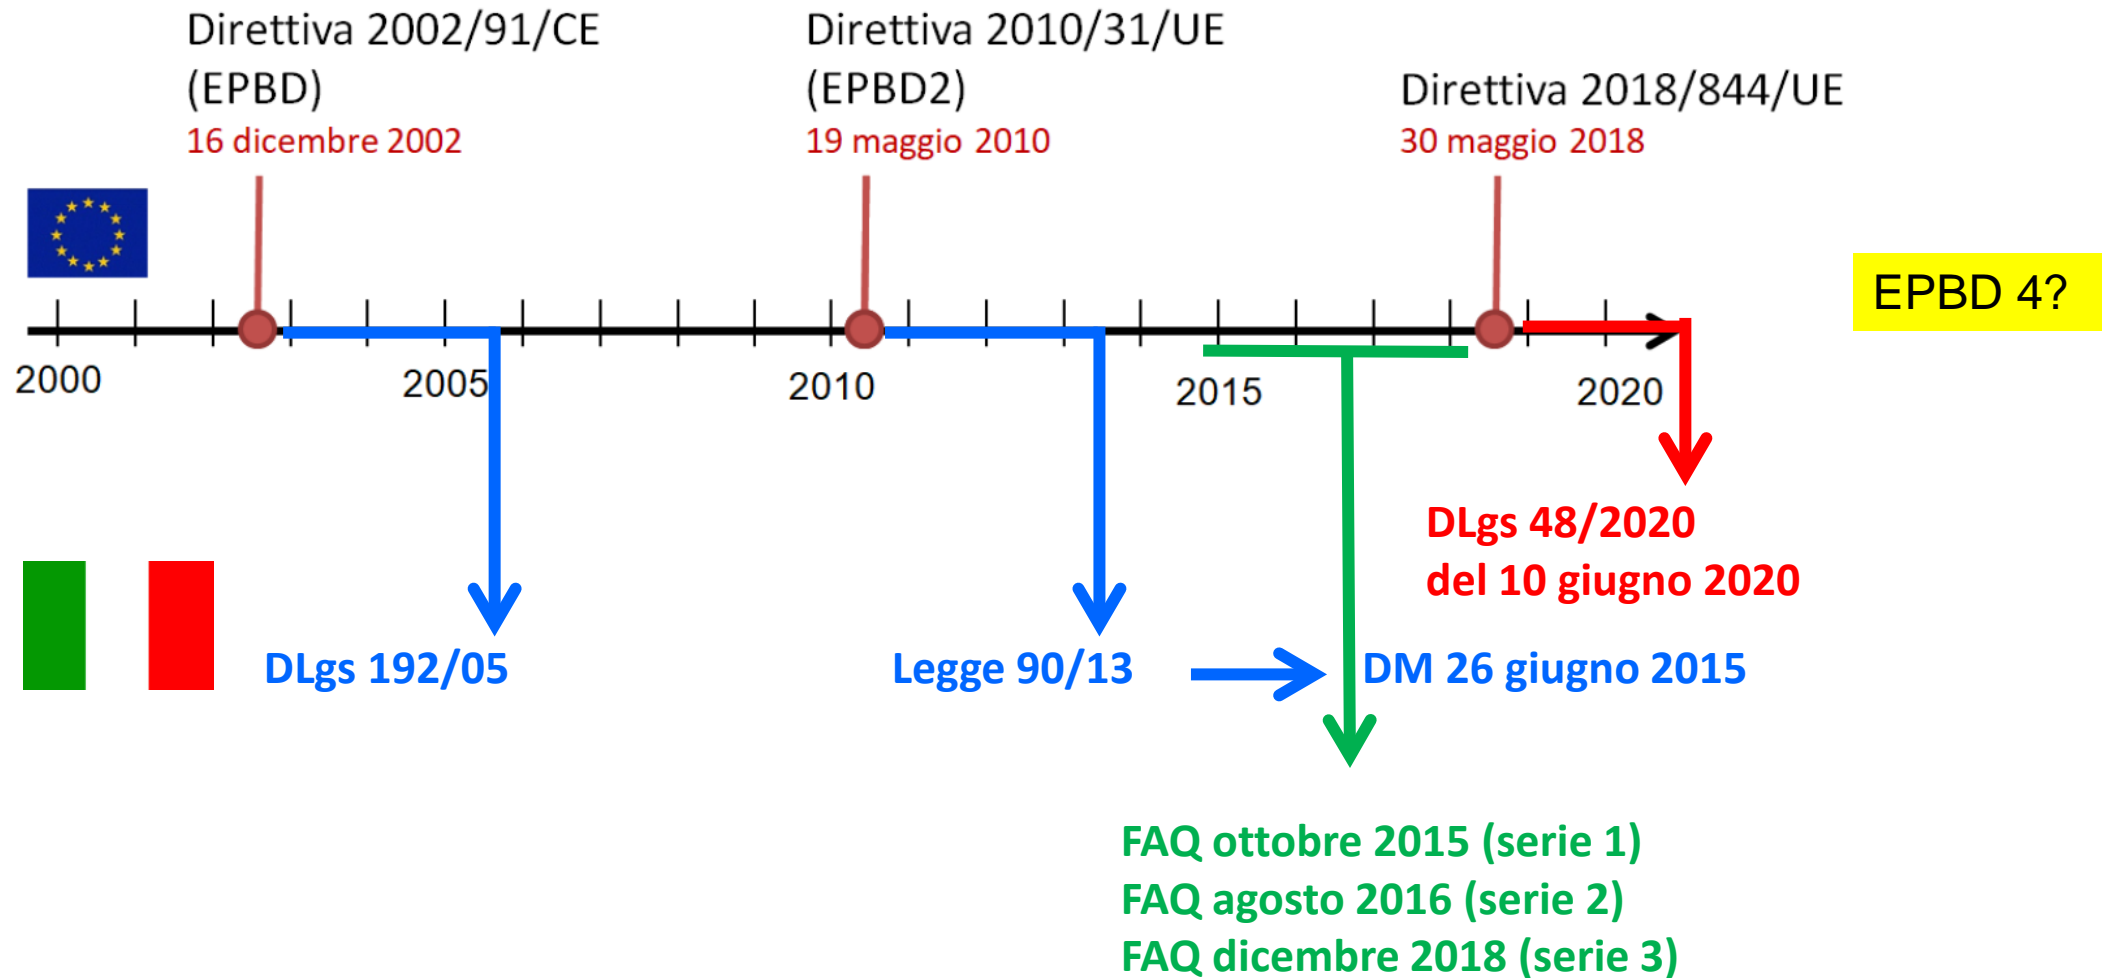 Direttiva 2002/91/CE
(EPBD)
16 dicembre 2002
Direttiva 2010/31/UE
(EPBD2)
19 maggio 2010
Direttiva 2018/844/UE
30 maggio 2018
EPBD 4?
2000
2005
2010
2015
2020
DLgs 48/2020
del 10 giugno 2020
DLgs 192/05
Legge 90/13
DM 26 giugno 2015
FAQ ottobre 2015 (serie 1)
FAQ agosto 2016 (serie 2)
FAQ dicembre 2018 (serie 3)